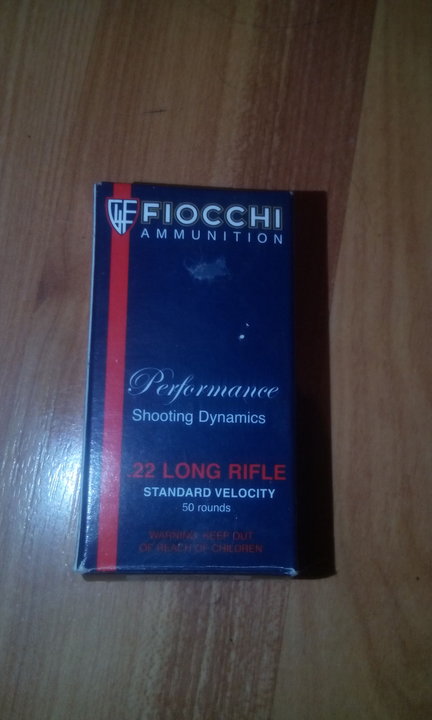 GFL FIOCCHI
AMMUNITION
Performance
Shooting Dynamics
.22 LONG RIFLE
STANDARD VELOCITY
50 rounds
WARNING: KEEP OUT
OF REACH OF CHILDREN